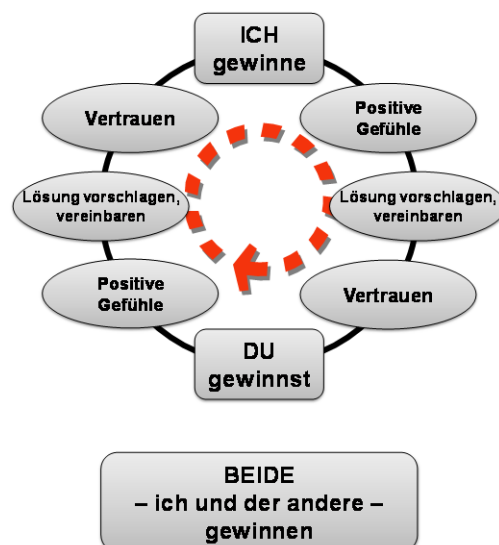 ICH
gewinne
Vertrauen
Positive
Gefühle
Lösung vorschlagen,
vereinbaren
Lösung vorschlagen,
vereinbaren
Positive
Gefühle
Vertrauen
DU
gewinnst
BEIDE
– ich und der andere –
gewinnen